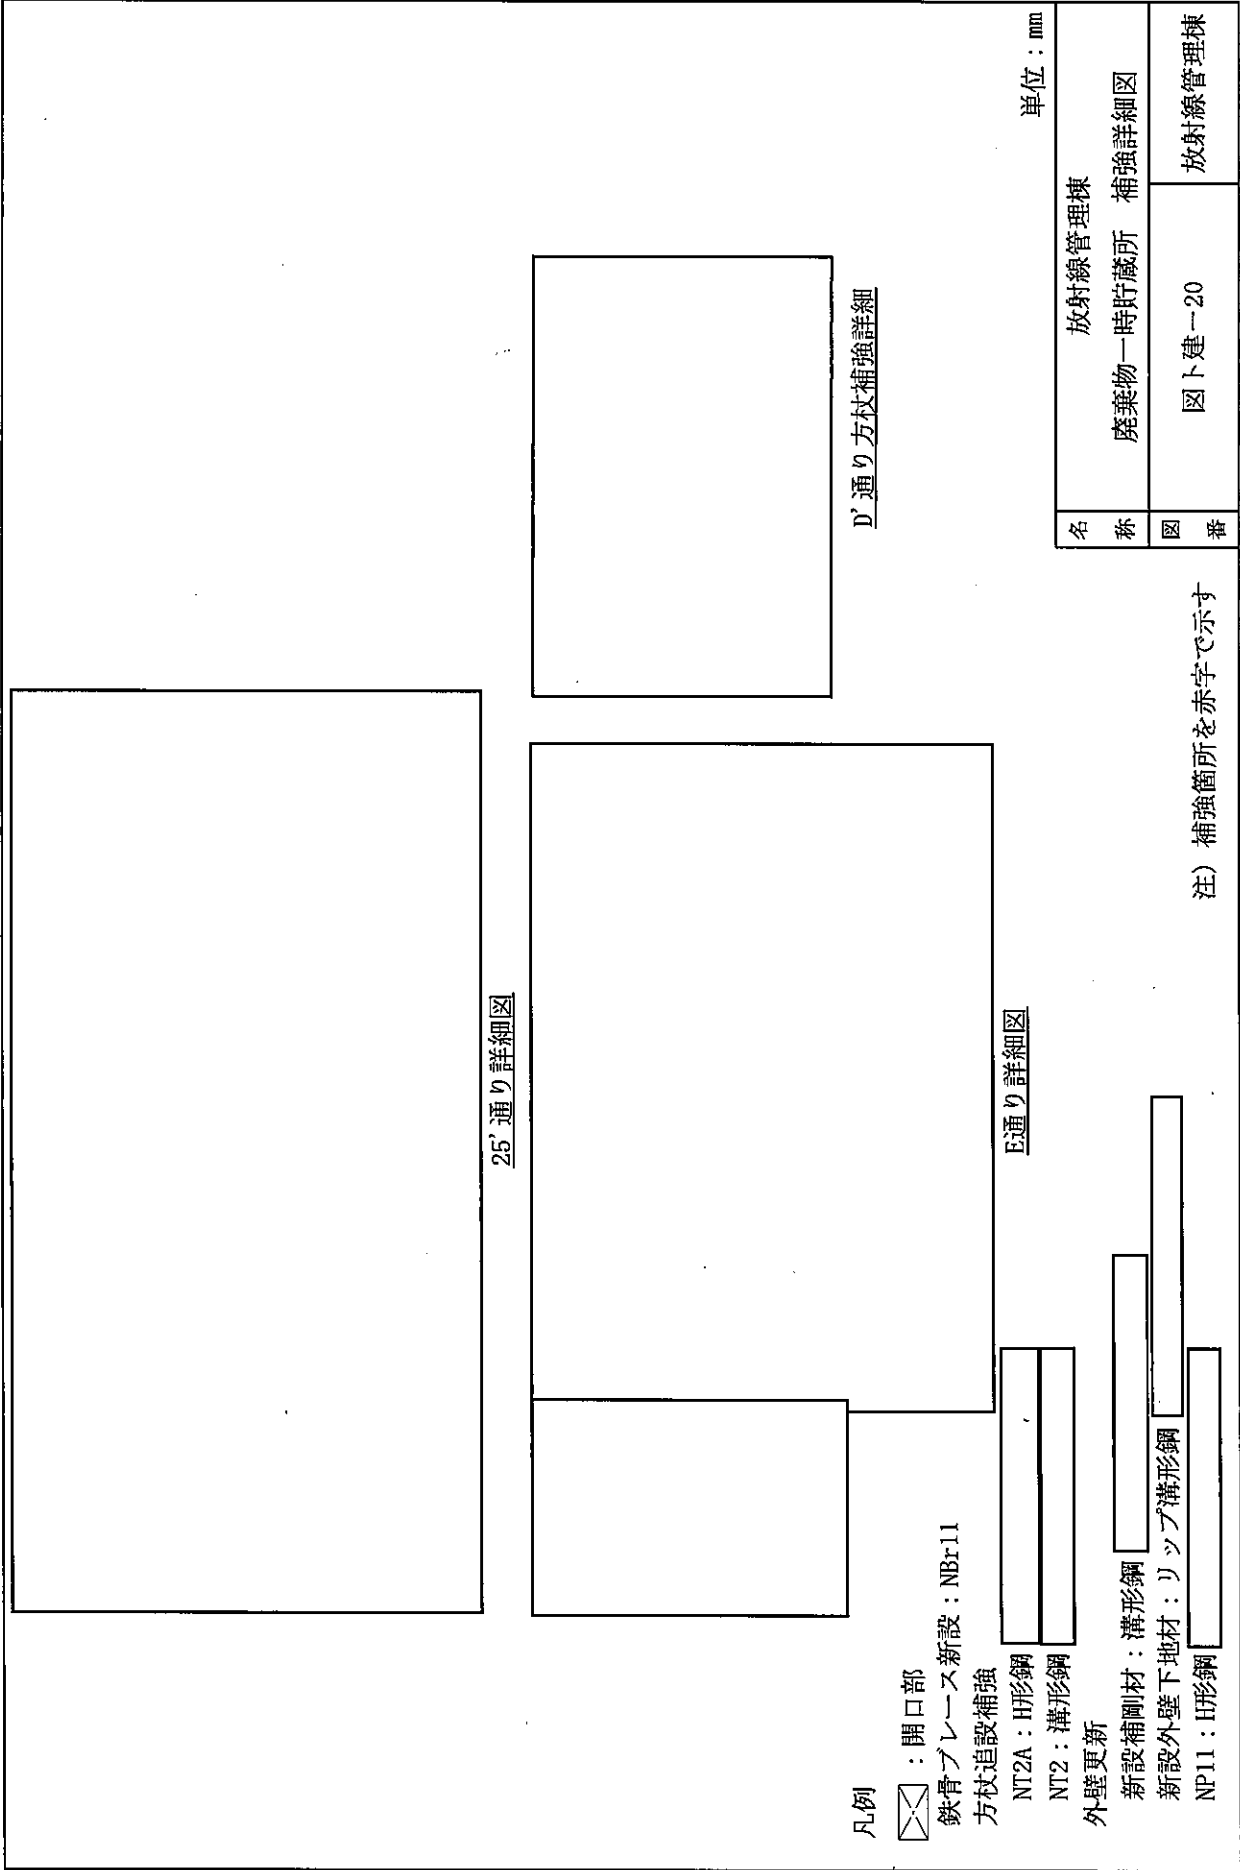 25’通り詳細図
E通り詳細図
D’通り方杖補強詳細
凡例
：開口部
鉄骨ブレース新設：NBr11
方杖追設補強
NT2A：H形鋼
NT2：溝形鋼
外壁更新
新設補剛材：溝形鋼
新設外壁下地材：リップ溝形鋼
NP11：H形鋼
注）補強箇所を赤字で示す
単位：mm
名称
放射線管理棟
廃棄物一時貯蔵所　補強詳細図
図番
図ト建－20
放射線管理棟